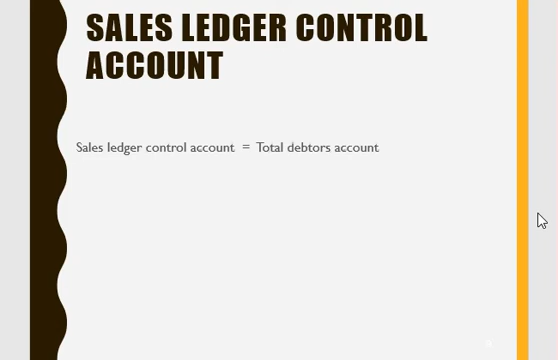 SALES LEDGER CONTROL
ACCOUNT
Sales ledger control account = Total debtors account